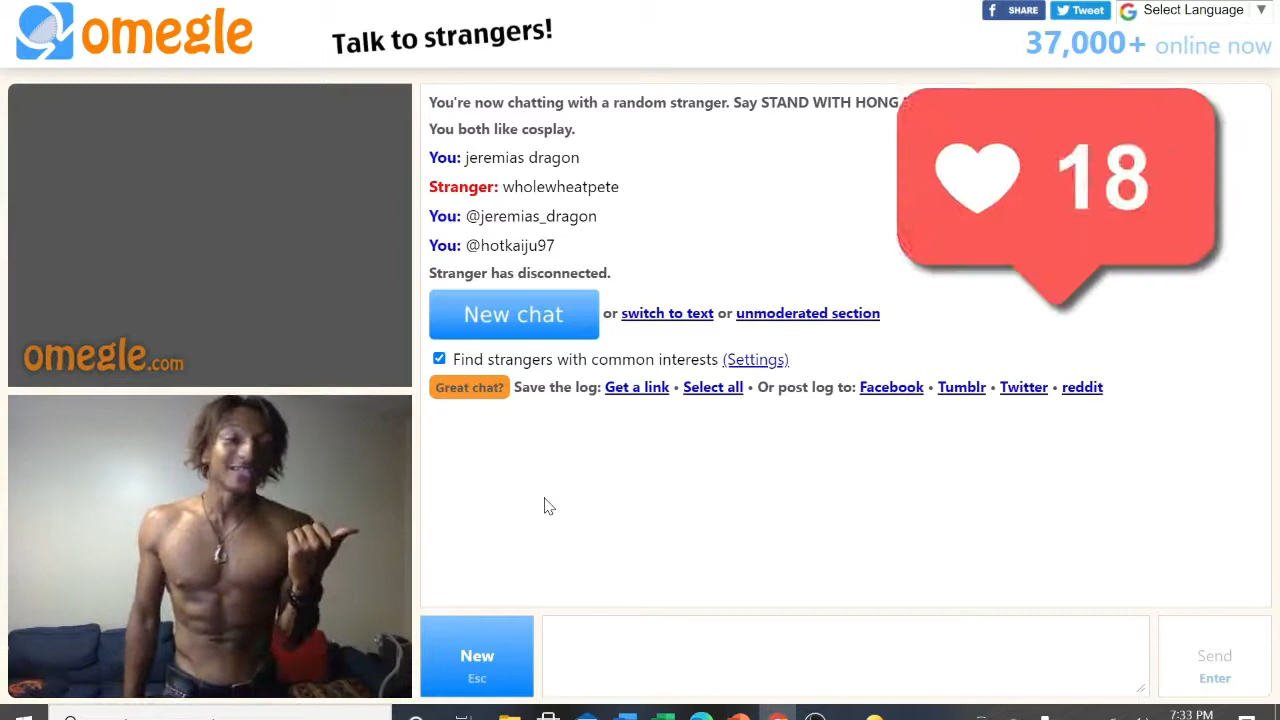 omegle
Talk to strangers!
SHARE
Tweet
Select Language
37,000+ online now
You're now chatting with a random stranger. Say STAND WITH HONG
You both like cosplay.
You: jeremias dragon
Stranger: wholewheatpete
You: @jeremias_dragon
You: @hotkaiju97
Stranger has disconnected.
New chat or switch to text or unmoderated section
Find strangers with common interests (Settings)
Great chat? Save the log: Get a link • Select all • Or post log to: Facebook • Tumblr • Twitter • reddit
18
omegle.com
New
Esc
Send
Enter
7:33 PM